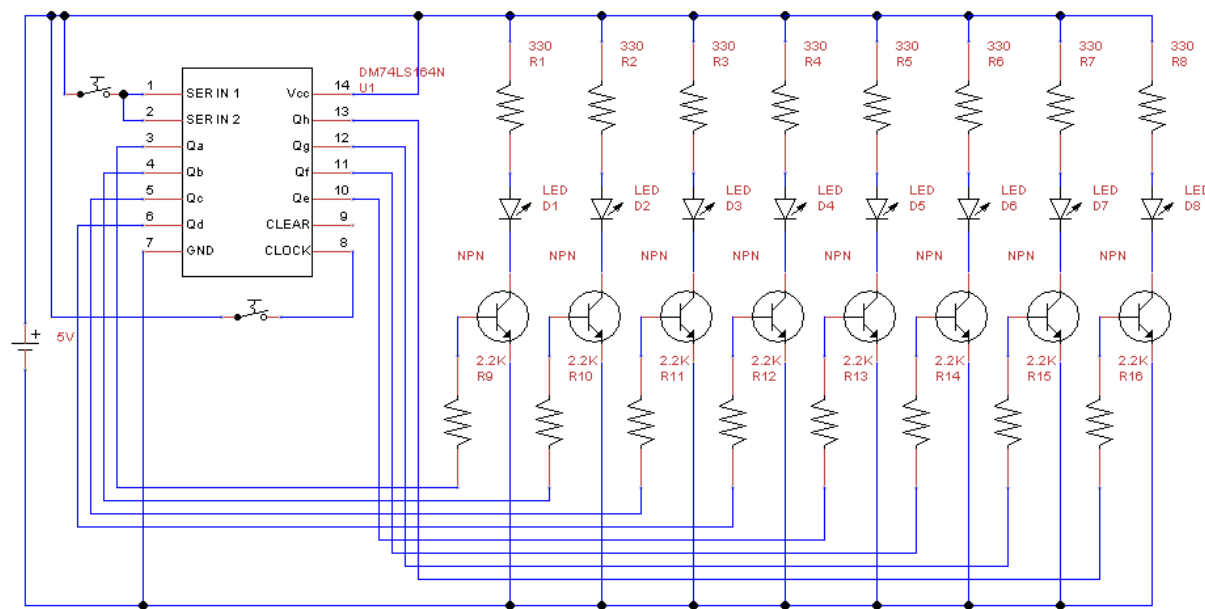 330 330 330 330 330 330 330 330
R1 R2 R3 R4 R5 R6 R7 R8
DM74LS164N
U1
1 SER IN 1 Vcc 14
2 SER IN 2 Qh 13
3 Qa Qg 12
4 Qb Qf 11
5 Qc Qe 10
6 Qd CLEAR 9
7 GND CLOCK 8
LED LED LED LED LED LED LED LED
D1 D2 D3 D4 D5 D6 D7 D8
NPN NPN NPN NPN NPN NPN NPN NPN
+
5V
2.2K 2.2K 2.2K 2.2K 2.2K 2.2K 2.2K 2.2K
R9 R10 R11 R12 R13 R14 R15 R16